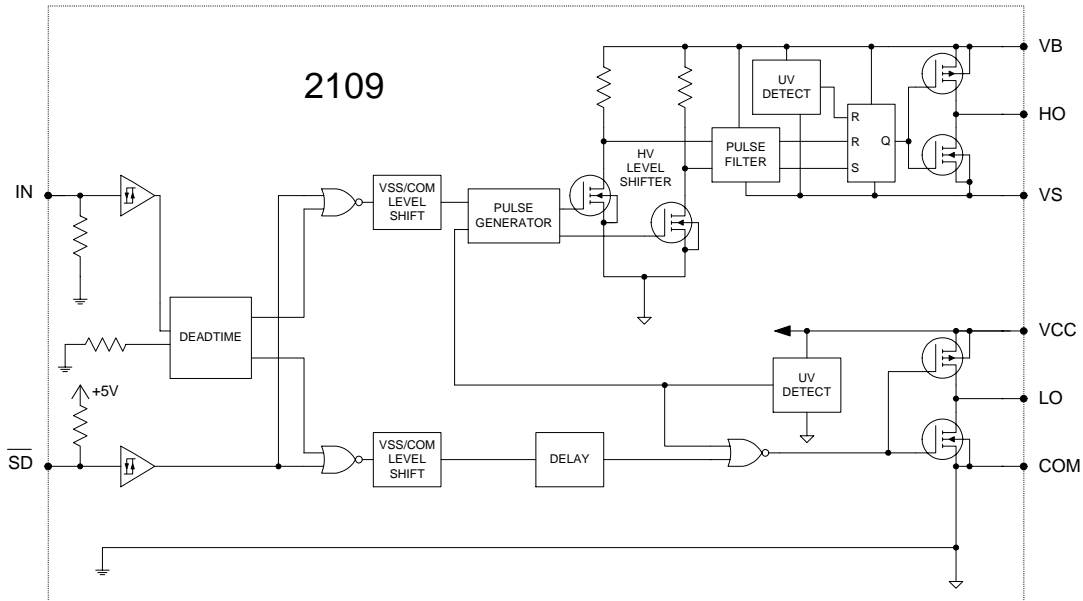 2109
VB
UV
DETECT
HO
R
R
Q
S
PULSE
FILTER
HV
LEVEL
SHIFTER
VS
IN
VSS/COM
LEVEL
SHIFT
PULSE
GENERATOR
DEADTIME
VCC
UV
DETECT
LO
+5V
SD
VSS/COM
LEVEL
SHIFT
DELAY
COM